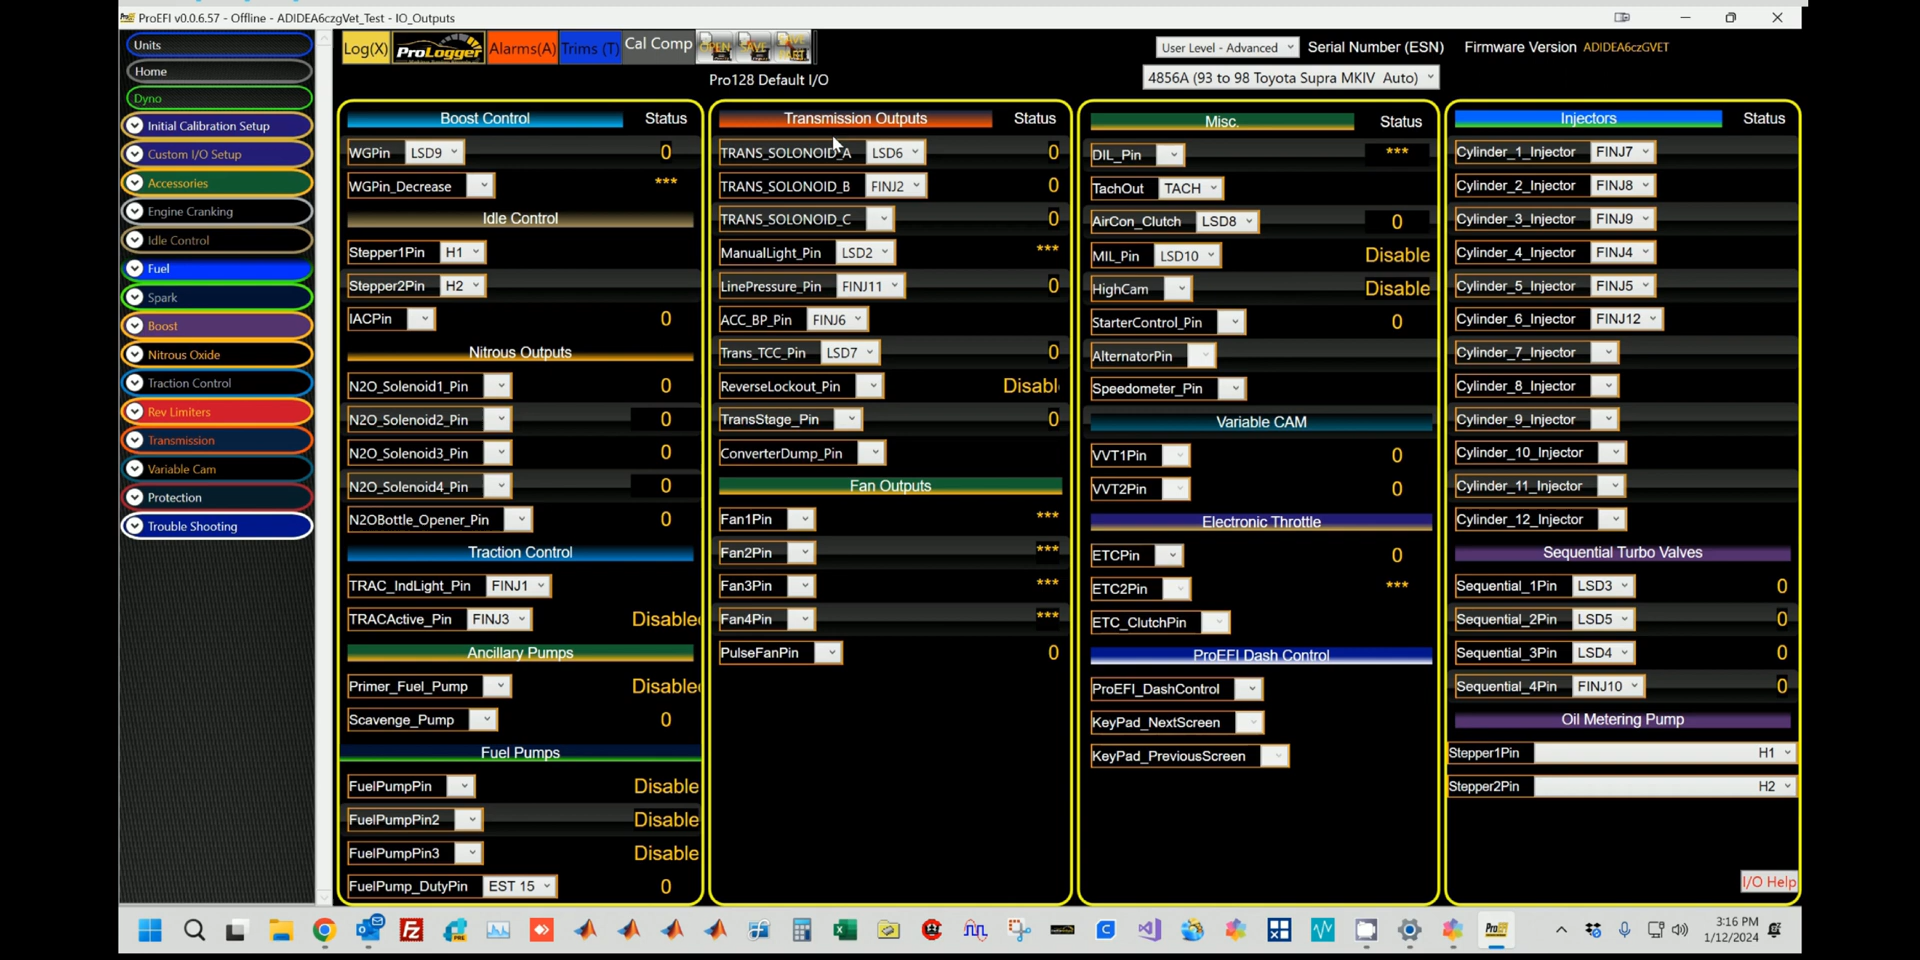 ProEFI v0.0.6.57 - Offline - ADIDEA6czgVet_Test - IO_Outputs
Units
Home
Dyno
Initial Calibration Setup
Custom I/O Setup
Accessories
Engine Cranking
Idle Control
Fuel
Spark
Boost
Nitrous Oxide
Traction Control
Rev Limiters
Transmission
Variable Cam
Protection
Trouble Shooting
Log(X) ProLogger Alarms(A) Trims (T) Cal Comp OPEN SAVE
Pro128 Default I/O
User Level - Advanced Serial Number (ESN) Firmware Version ADIDEA6czGVET
4856A (93 to 98 Toyota Supra MKIV Auto)
Boost Control Status
WGPin LSD9 0
WGPin_Decrease ***
Idle Control
Stepper1Pin H1
Stepper2Pin H2
IACPin 0
Nitrous Outputs
N2O_Solenoid1_Pin 0
N2O_Solenoid2_Pin 0
N2O_Solenoid3_Pin 0
N2O_Solenoid4_Pin 0
N2OBottle_Opener_Pin 0
Traction Control
TRAC_IndLight_Pin FINJ1
TRACActive_Pin FINJ3 Disable
Ancillary Pumps
Primer_Fuel_Pump Disable
Scavenge_Pump 0
Fuel Pumps
FuelPumpPin Disable
FuelPumpPin2 Disable
FuelPumpPin3 Disable
FuelPump_DutyPin EST 15 0
Transmission Outputs Status
TRANS_SOLONOID_A LSD6 0
TRANS_SOLONOID_B FINJ2 0
TRANS_SOLONOID_C 0
ManualLight_Pin LSD2 ***
LinePressure_Pin FINJ11 0
ACC_BP_Pin FINJ6
Trans_TCC_Pin LSD7 0
ReverseLockout_Pin Disabl
TransStage_Pin 0
ConverterDump_Pin
Fan Outputs
Fan1Pin ***
Fan2Pin ***
Fan3Pin ***
Fan4Pin ***
PulseFanPin 0
Misc. Status
DIL_Pin ***
TachOut TACH
AirCon_Clutch LSD8 0
MIL_Pin LSD10 Disable
HighCam Disable
StarterControl_Pin 0
AlternatorPin
Speedometer_Pin
Variable CAM
VVT1Pin 0
VVT2Pin 0
Electronic Throttle
ETCPin 0
ETC2Pin ***
ETC_ClutchPin
ProEFI Dash Control
ProEFI_DashControl
KeyPad_NextScreen
KeyPad_PreviousScreen
Injectors Status
Cylinder_1_Injector FINJ7
Cylinder_2_Injector FINJ8
Cylinder_3_Injector FINJ9
Cylinder_4_Injector FINJ4
Cylinder_5_Injector FINJ5
Cylinder_6_Injector FINJ12
Cylinder_7_Injector
Cylinder_8_Injector
Cylinder_9_Injector
Cylinder_10_Injector
Cylinder_11_Injector
Cylinder_12_Injector
Sequential Turbo Valves
Sequential_1Pin LSD3 0
Sequential_2Pin LSD5 0
Sequential_3Pin LSD4 0
Sequential_4Pin FINJ10 0
Oil Metering Pump
Stepper1Pin H1
Stepper2Pin H2
I/O Help
3:16 PM
1/12/2024